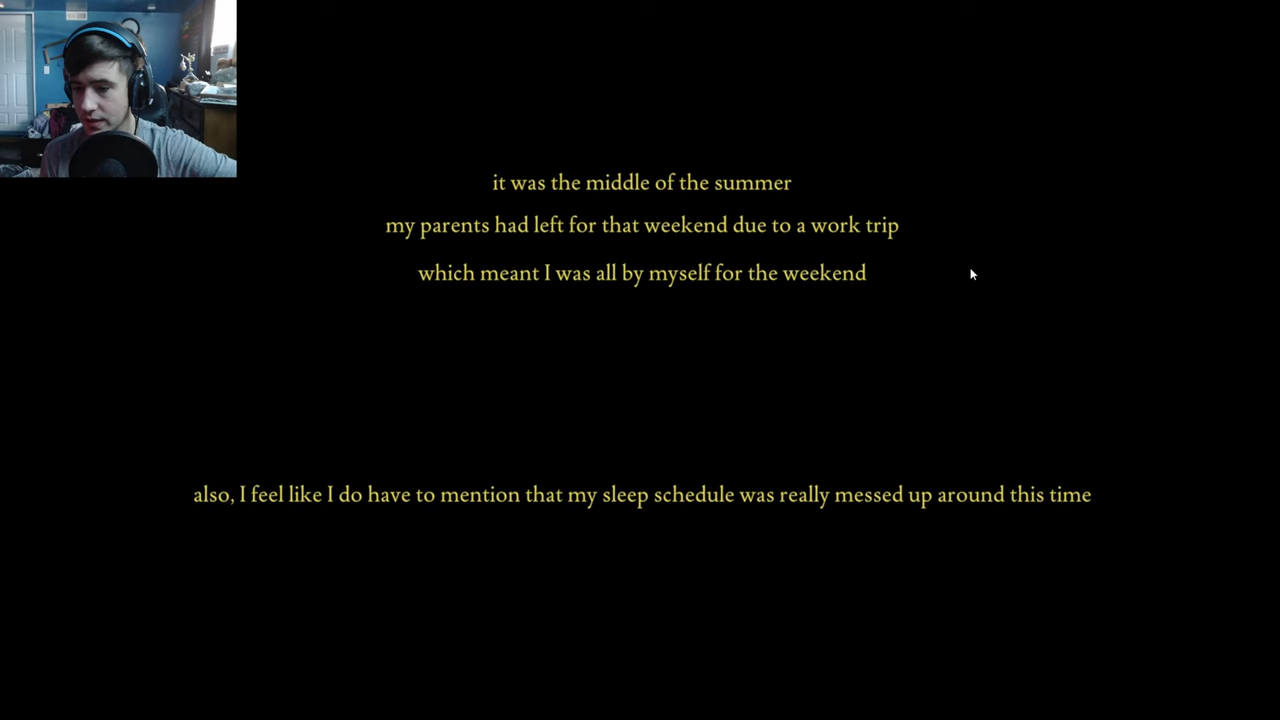 it was the middle of the summer
my parents had left for that weekend due to a work trip
which meant I was all by myself for the weekend
also, I feel like I do have to mention that my sleep schedule was really messed up around this time